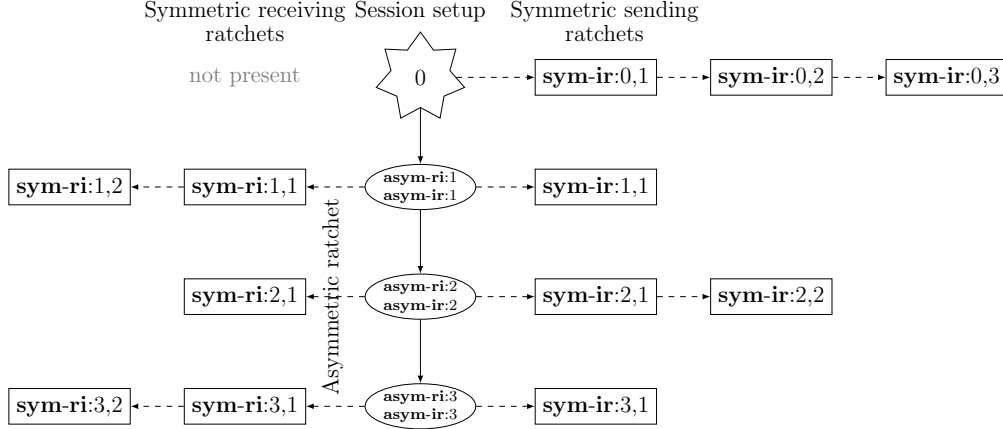 Symmetric receiving
ratchets
Session setup
Symmetric sending
ratchets
not present
0
sym-ir:0,1
sym-ir:0,2
sym-ir:0,3
sym-ri:1,2
sym-ri:1,1
asym-ri:1
asym-ir:1
sym-ir:1,1
Asymmetric ratchet
sym-ri:2,1
asym-ri:2
asym-ir:2
sym-ir:2,1
sym-ir:2,2
sym-ri:3,2
sym-ri:3,1
asym-ri:3
asym-ir:3
sym-ir:3,1